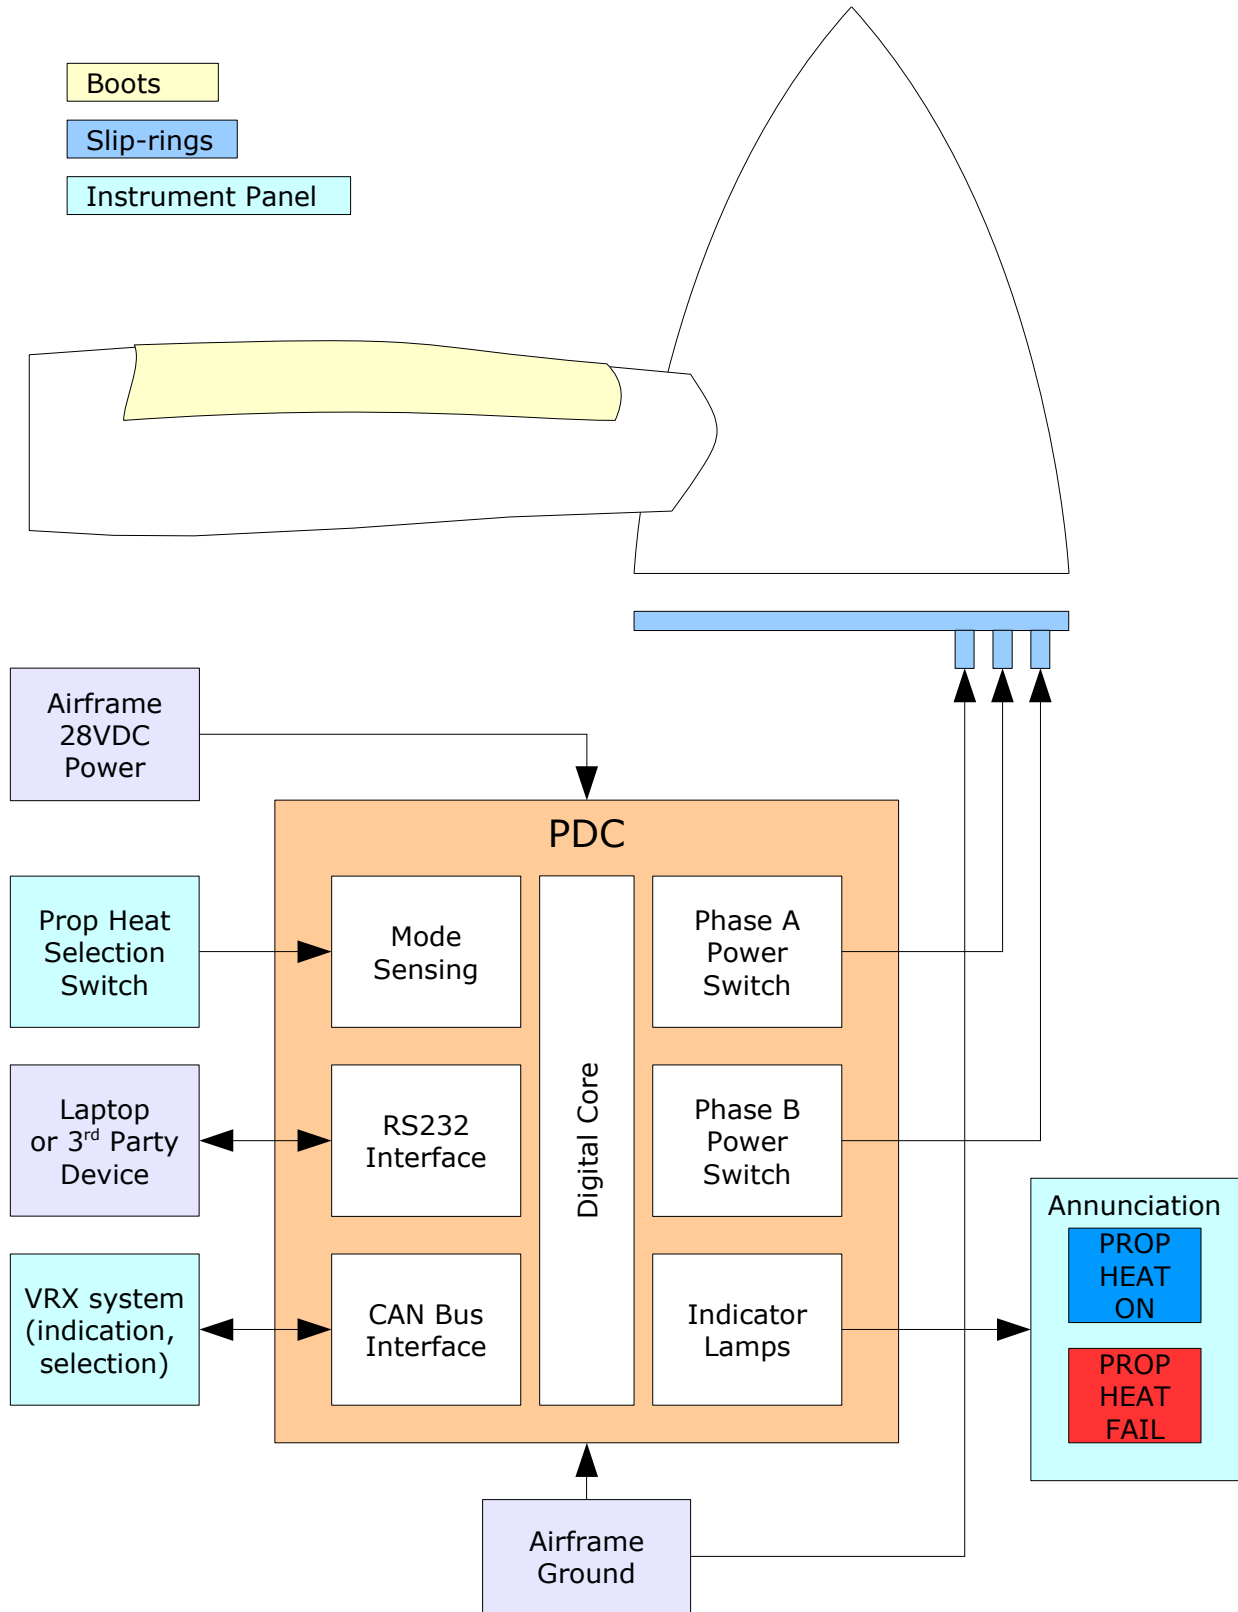 Boots
Slip-rings
Instrument Panel
Airframe
28VDC
Power
PDC
Prop Heat
Selection
Switch
Mode
Sensing
Digital Core
Phase A
Power
Switch
Laptop
or 3rd Party
Device
RS232
Interface
Phase B
Power
Switch
VRX system
(indication,
selection)
CAN Bus
Interface
Indicator
Lamps
Annunciation
PROP
HEAT
ON
PROP
HEAT
FAIL
Airframe
Ground